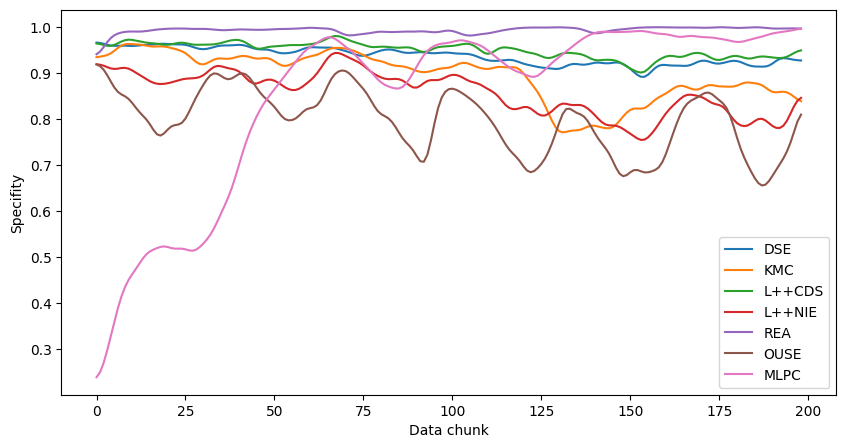 1.0
0.9
0.8
0.7
0.6
0.5
0.4
0.3
Specifity
0 25 50 75 100 125 150 175 200
Data chunk
DSE
KMC
L++CDS
L++NIE
REA
OUSE
MLPC